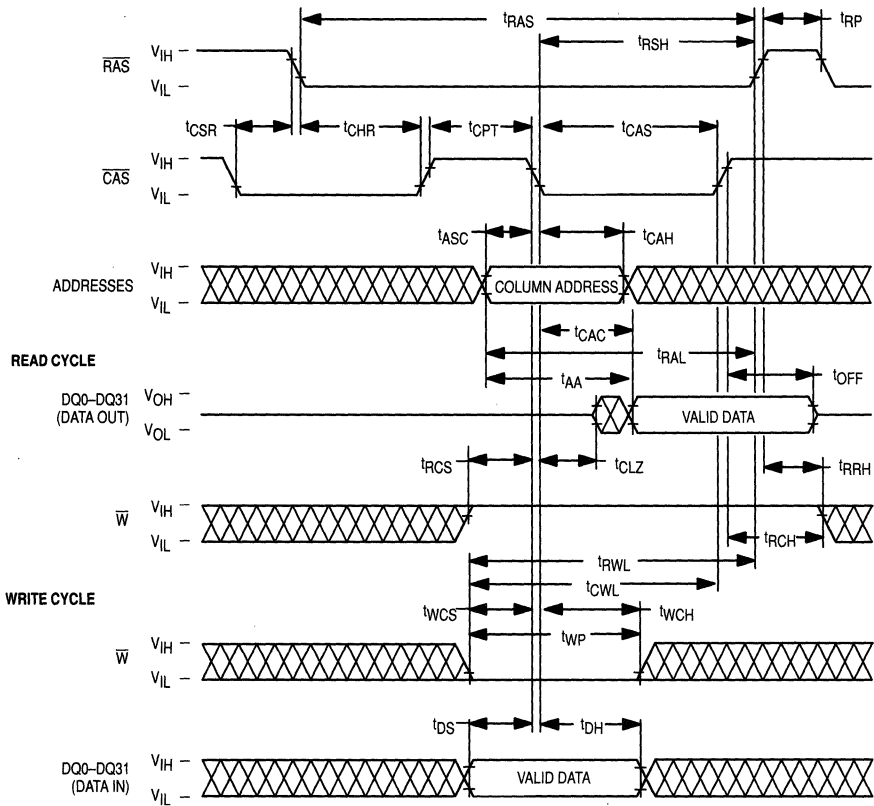 tRAS
tRP
tRSH
RAS
VIH
VIL
tCSR
tCHR
tCPT
tCAS
CAS
VIH
VIL
tASC
tCAH
ADDRESSES
VIH
VIL
COLUMN ADDRESS
tCAC
READ CYCLE
tRAL
tAA
tOFF
DQ0–DQ31
(DATA OUT)
VOH
VOL
VALID DATA
tRCS
tCLZ
tRRH
W
VIH
VIL
tRCH
tRWL
tCWL
WRITE CYCLE
tWCS
tWCH
tWP
W
VIH
VIL
tDS
tDH
DQ0–DQ31
(DATA IN)
VIH
VIL
VALID DATA